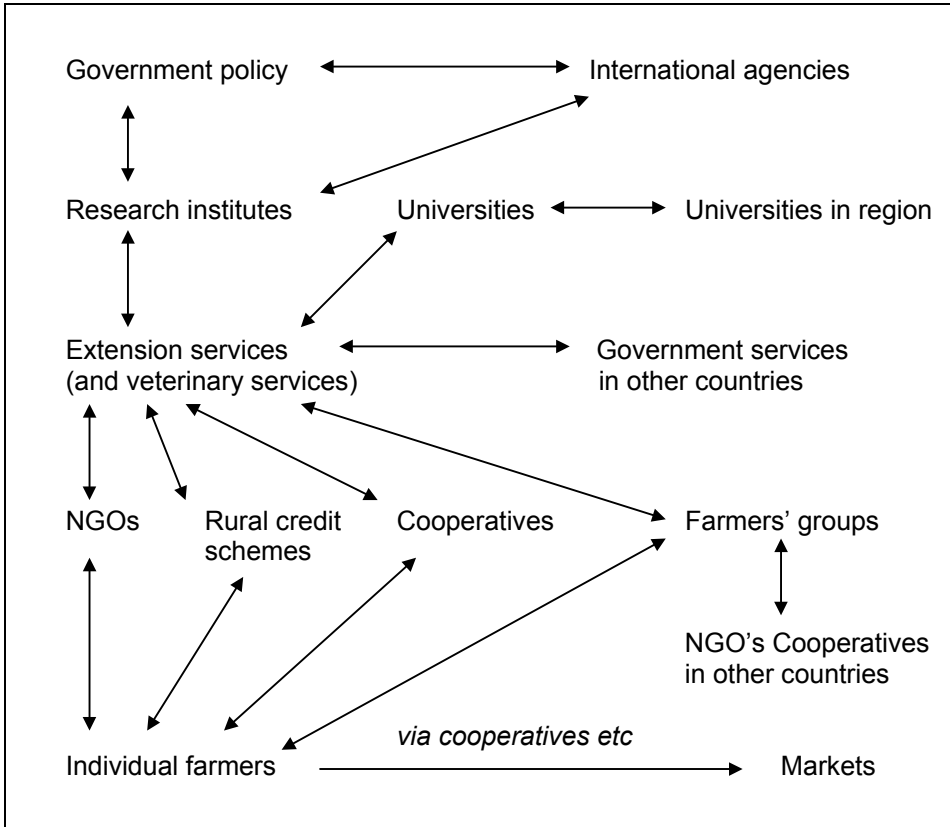 Government policy
International agencies
Research institutes
Universities
Universities in region
Extension services
(and veterinary services)
Government services
in other countries
NGOs
Rural credit
schemes
Cooperatives
Farmers’ groups
NGO’s Cooperatives
in other countries
via cooperatives etc
Individual farmers
Markets